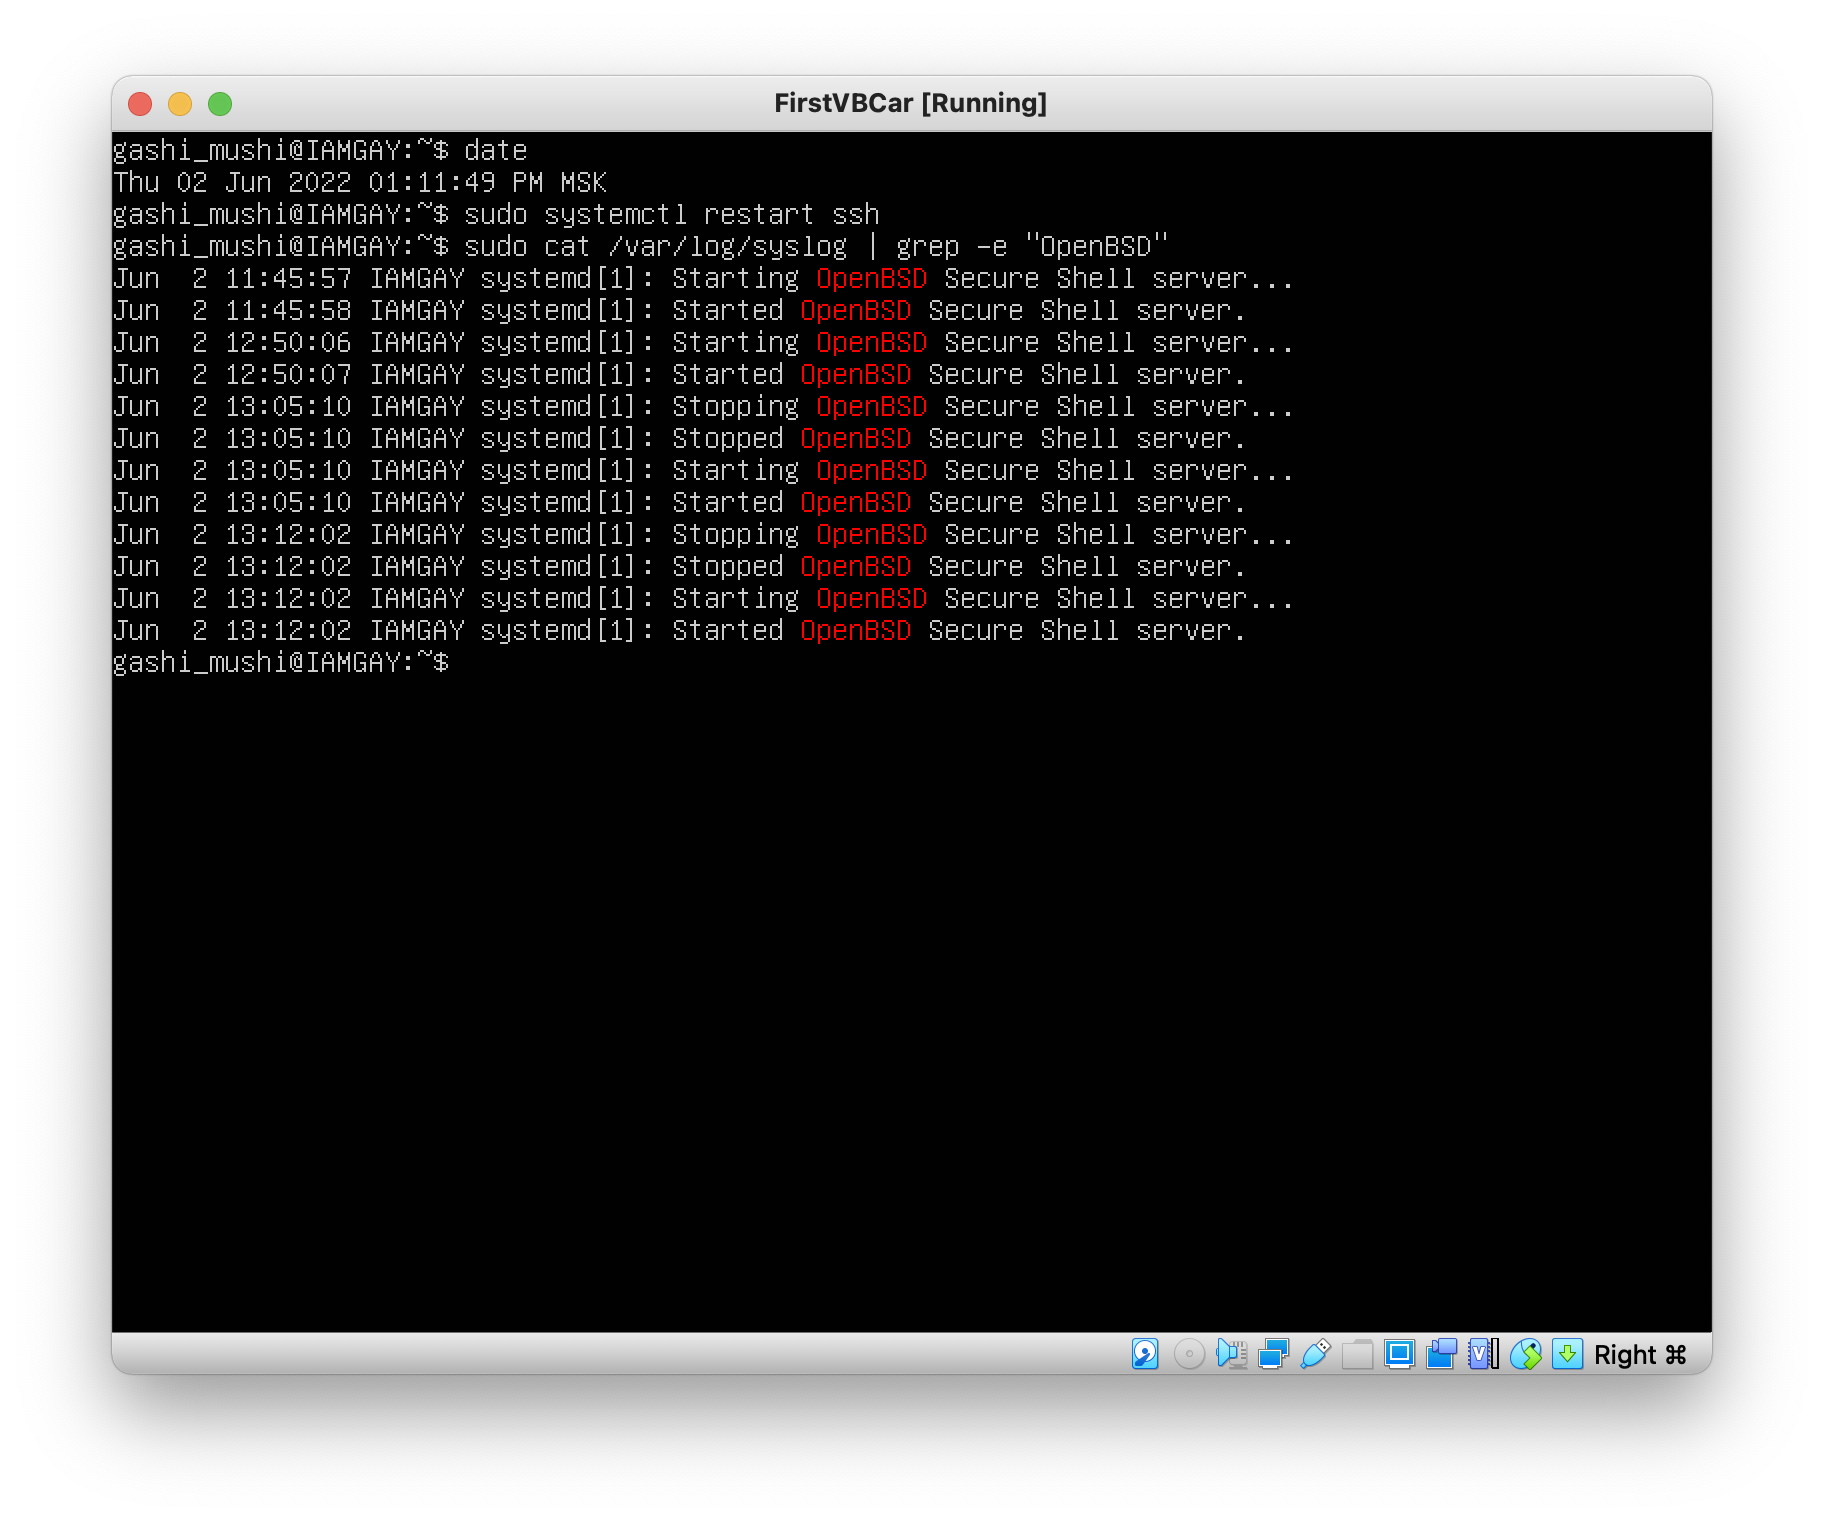 FirstVBCar [Running]
gashi_mushi@IAMGAY:~$ date
Thu 02 Jun 2022 01:11:49 PM MSK
gashi_mushi@IAMGAY:~$ sudo systemctl restart ssh
gashi_mushi@IAMGAY:~$ sudo cat /var/log/syslog | grep -e "OpenBSD"
Jun  2 11:45:57 IAMGAY systemd[1]: Starting OpenBSD Secure Shell server...
Jun  2 11:45:58 IAMGAY systemd[1]: Started OpenBSD Secure Shell server.
Jun  2 12:50:06 IAMGAY systemd[1]: Starting OpenBSD Secure Shell server...
Jun  2 12:50:07 IAMGAY systemd[1]: Started OpenBSD Secure Shell server.
Jun  2 13:05:10 IAMGAY systemd[1]: Stopping OpenBSD Secure Shell server...
Jun  2 13:05:10 IAMGAY systemd[1]: Stopped OpenBSD Secure Shell server.
Jun  2 13:05:10 IAMGAY systemd[1]: Starting OpenBSD Secure Shell server...
Jun  2 13:05:10 IAMGAY systemd[1]: Started OpenBSD Secure Shell server.
Jun  2 13:12:02 IAMGAY systemd[1]: Stopping OpenBSD Secure Shell server...
Jun  2 13:12:02 IAMGAY systemd[1]: Stopped OpenBSD Secure Shell server.
Jun  2 13:12:02 IAMGAY systemd[1]: Starting OpenBSD Secure Shell server...
Jun  2 13:12:02 IAMGAY systemd[1]: Started OpenBSD Secure Shell server.
gashi_mushi@IAMGAY:~$
Right ⌘